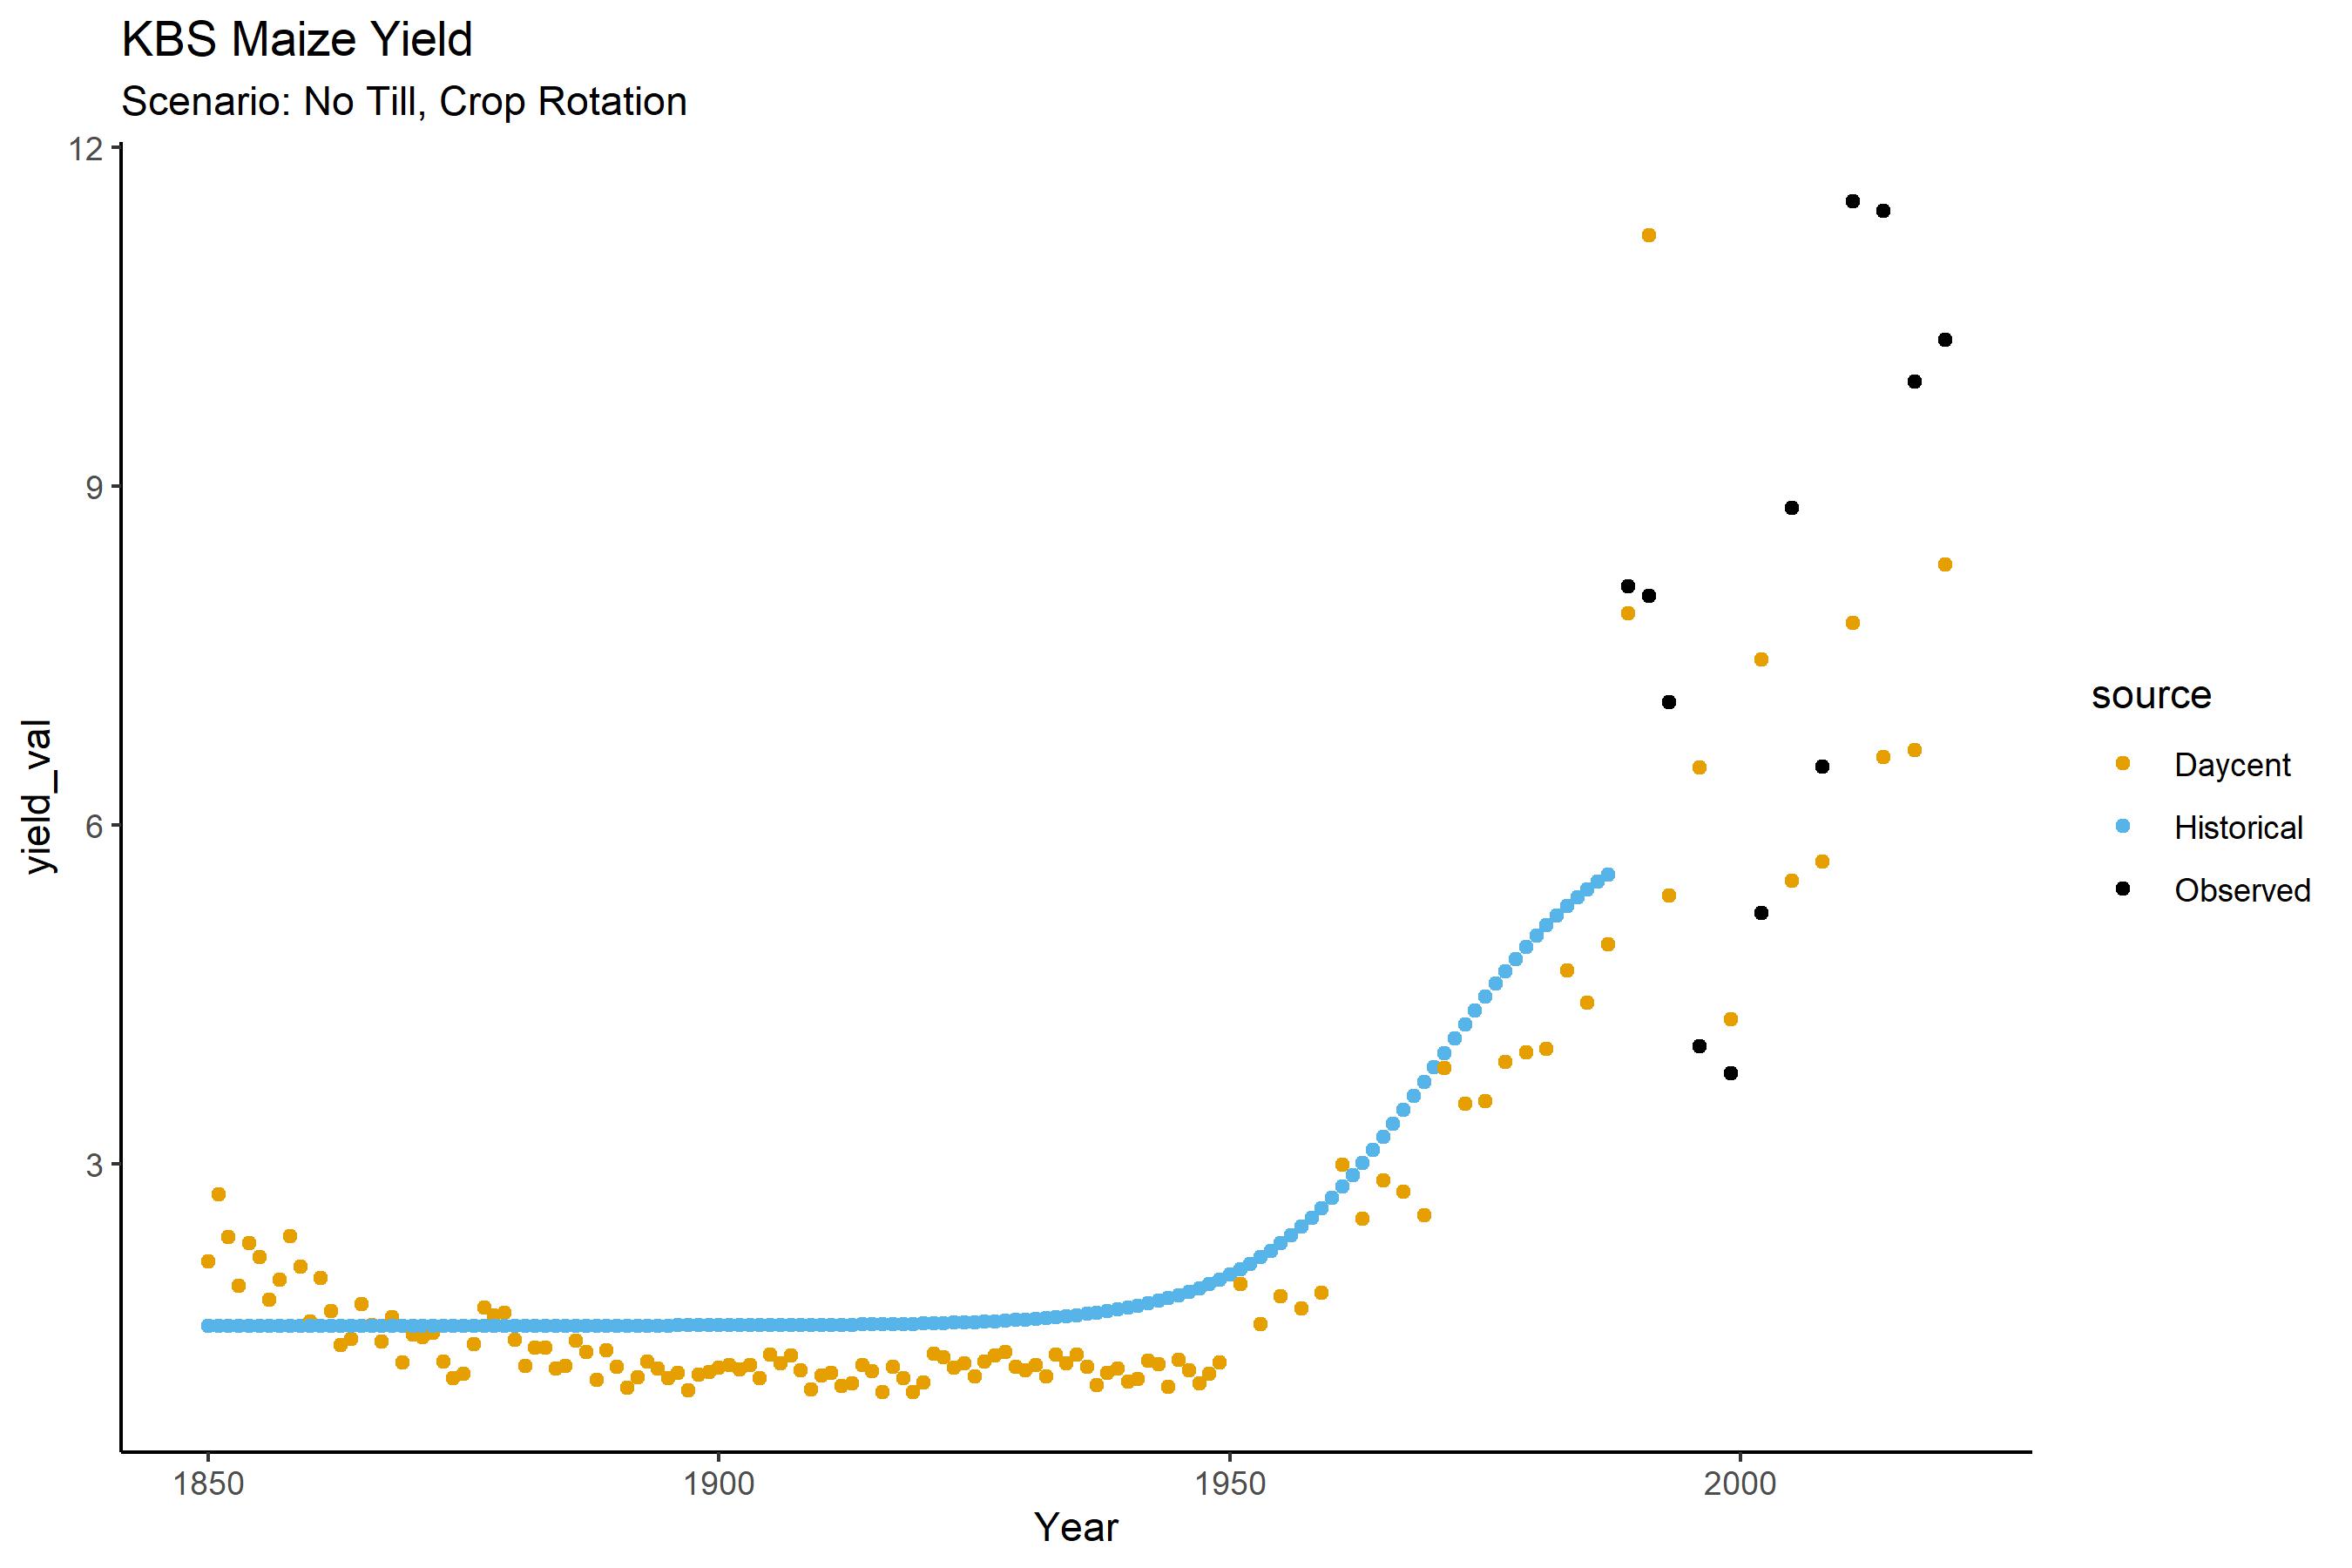 KBS Maize Yield
Scenario: No Till, Crop Rotation
12
9
6
3
yield_val
1850
1900
1950
2000
Year
source
Daycent
Historical
Observed